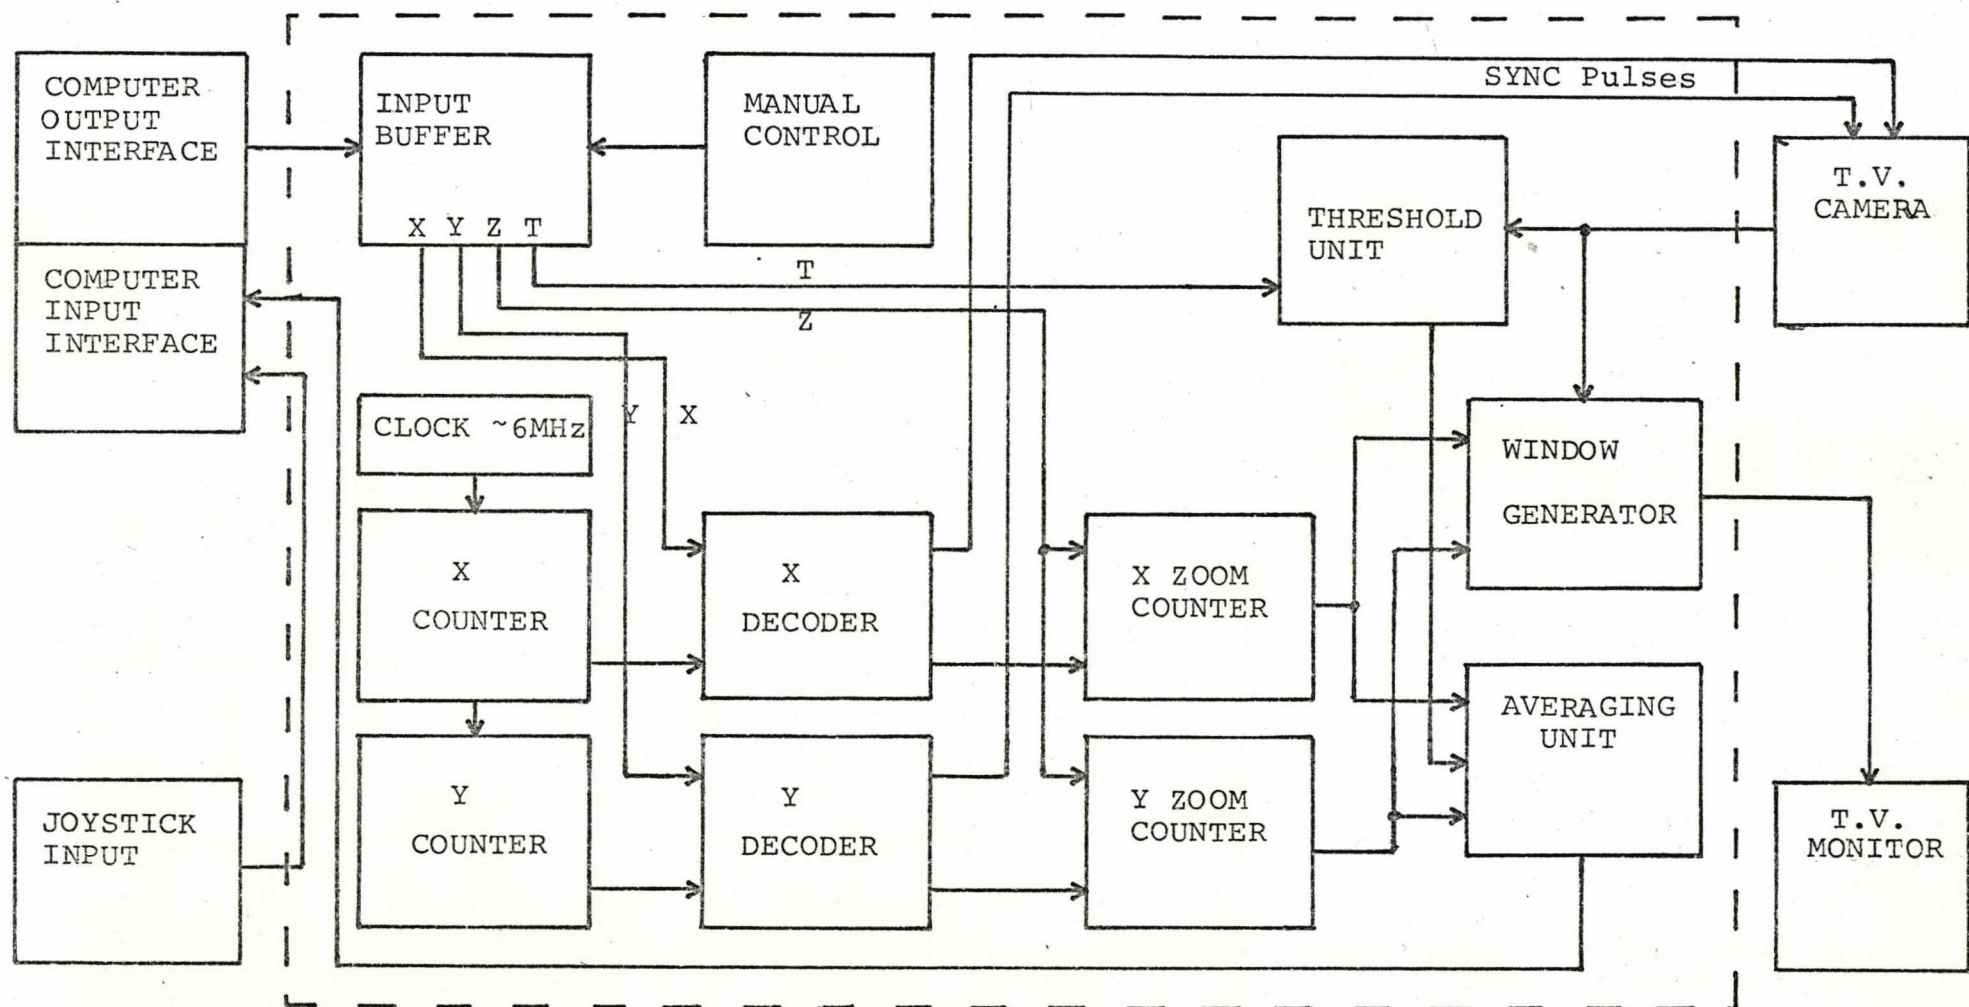 COMPUTER
OUTPUT
INTERFACE
INPUT
BUFFER
X Y Z T
MANUAL
CONTROL
SYNC Pulses
T.V.
CAMERA
THRESHOLD
UNIT
COMPUTER
INPUT
INTERFACE
T
Z
Y
X
CLOCK ~6MHz
WINDOW
GENERATOR
X
COUNTER
X
DECODER
X ZOOM
COUNTER
AVERAGING
UNIT
Y
COUNTER
Y
DECODER
Y ZOOM
COUNTER
JOYSTICK
INPUT
T.V.
MONITOR